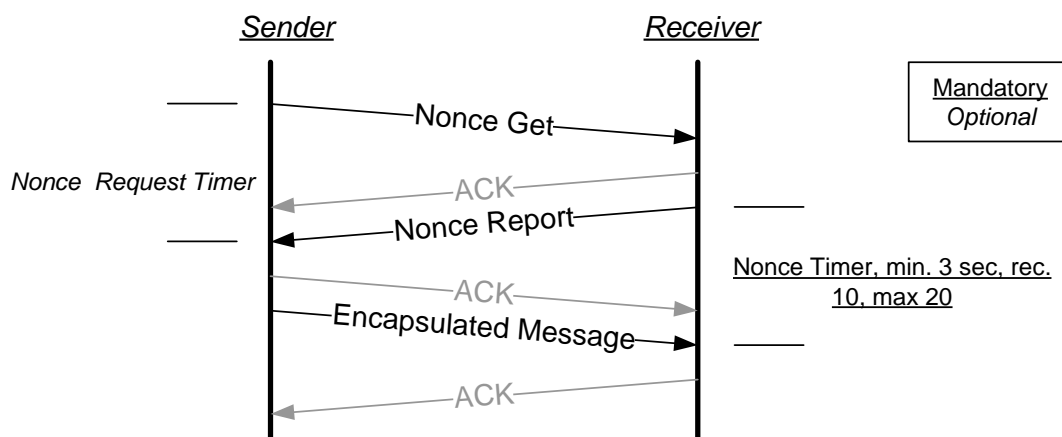 Sender
Receiver
Mandatory
Optional
Nonce Get
Nonce Request Timer
ACK
Nonce Report
ACK
Nonce Timer, min. 3 sec, rec.
10, max 20
Encapsulated Message
ACK